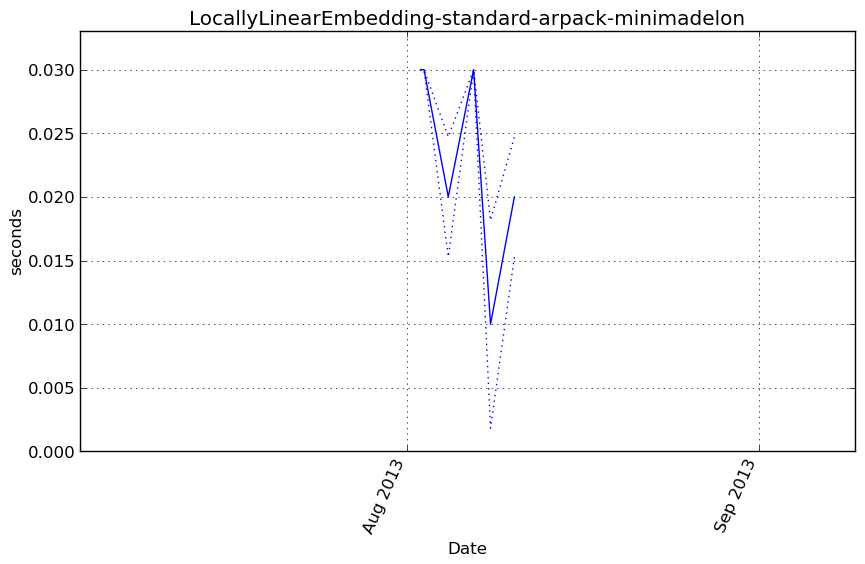 LocallyLinearEmbedding-standard-arpack-minimadelon
0.030
0.025
0.020
0.015
0.010
0.005
0.000
seconds
Aug 2013
Sep 2013
Date